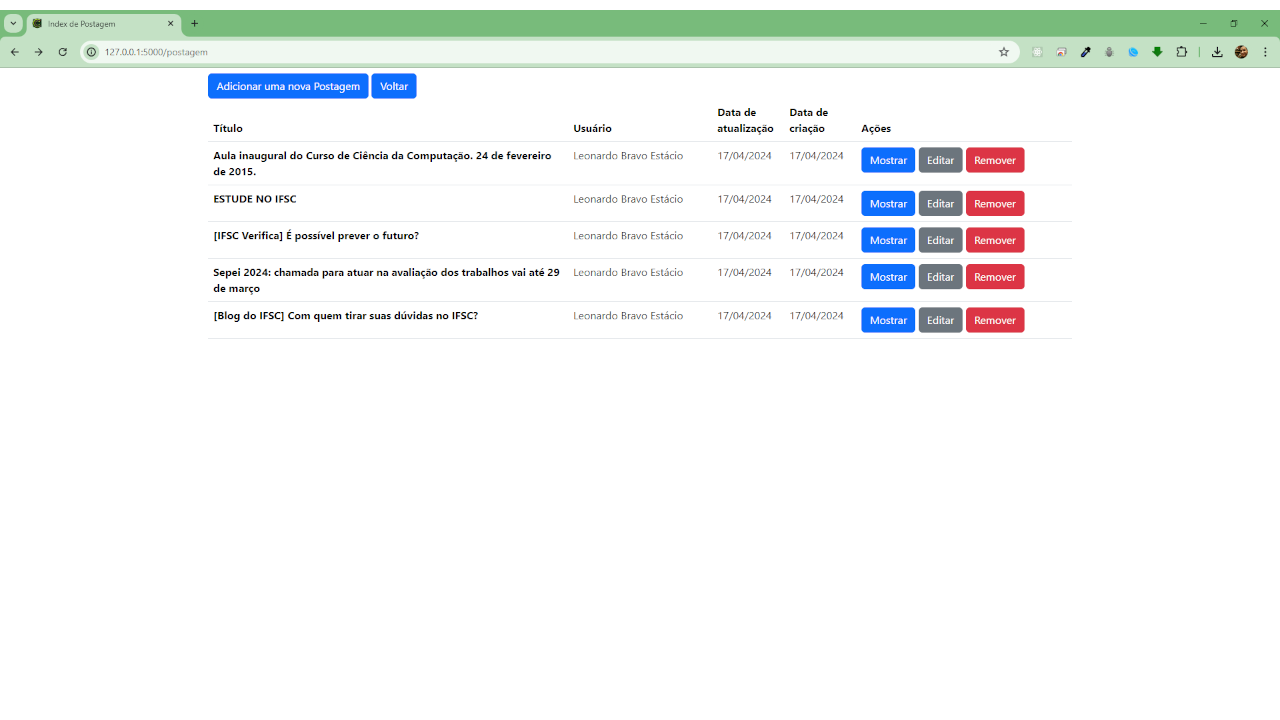 Index de Postagem
127.0.0.1:5000/postagem
Adicionar uma nova Postagem Voltar
Título Usuário Data de atualização Data de criação Ações
Aula inaugural do Curso de Ciência da Computação. 24 de fevereiro de 2015. Leonardo Bravo Estácio 17/04/2024 17/04/2024 Mostrar Editar Remover
ESTUDE NO IFSC Leonardo Bravo Estácio 17/04/2024 17/04/2024 Mostrar Editar Remover
[IFSC Verifica] É possível prever o futuro? Leonardo Bravo Estácio 17/04/2024 17/04/2024 Mostrar Editar Remover
Sepei 2024: chamada para atuar na avaliação dos trabalhos vai até 29 de março Leonardo Bravo Estácio 17/04/2024 17/04/2024 Mostrar Editar Remover
[Blog do IFSC] Com quem tirar suas dúvidas no IFSC? Leonardo Bravo Estácio 17/04/2024 17/04/2024 Mostrar Editar Remover